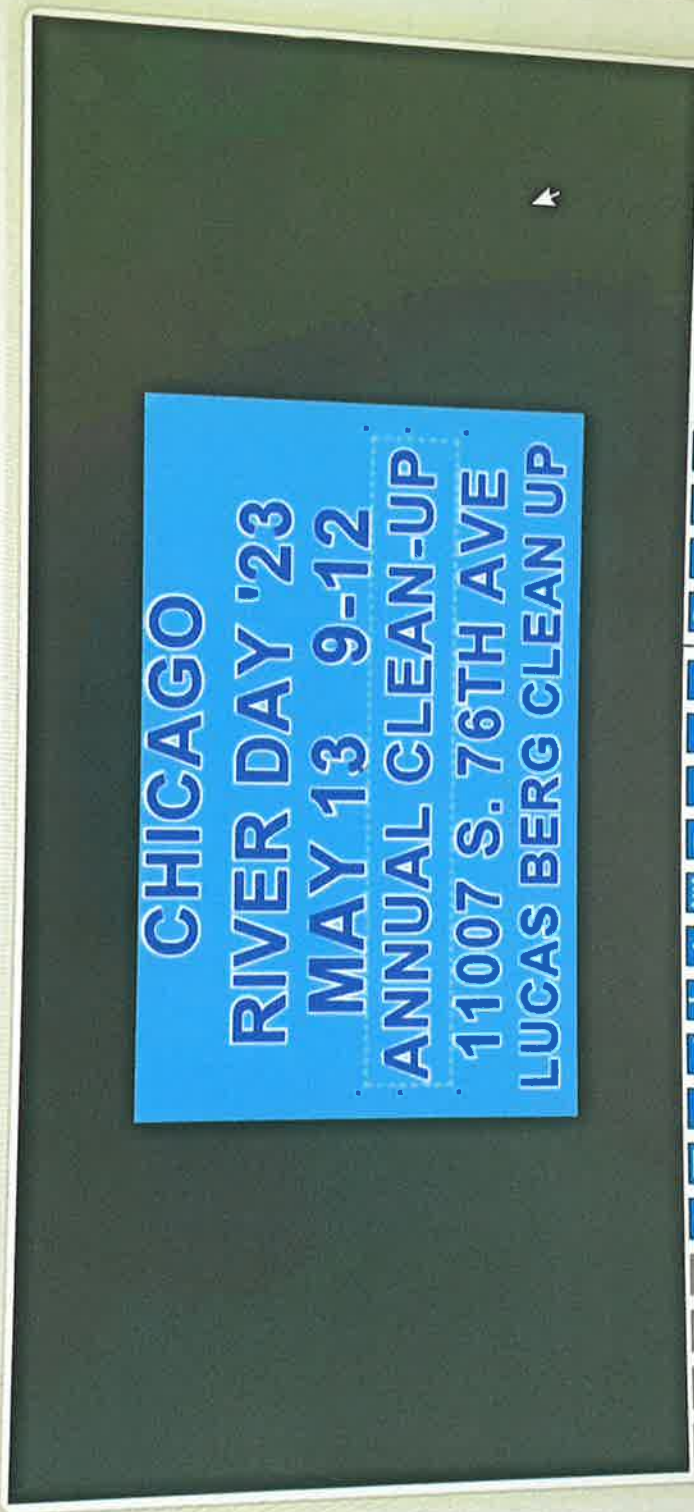 CHICAGO
RIVER DAY '23
MAY 13 9-12
ANNUAL CLEAN-UP
11007 S. 76TH AVE
LUCAS BERG CLEAN UP